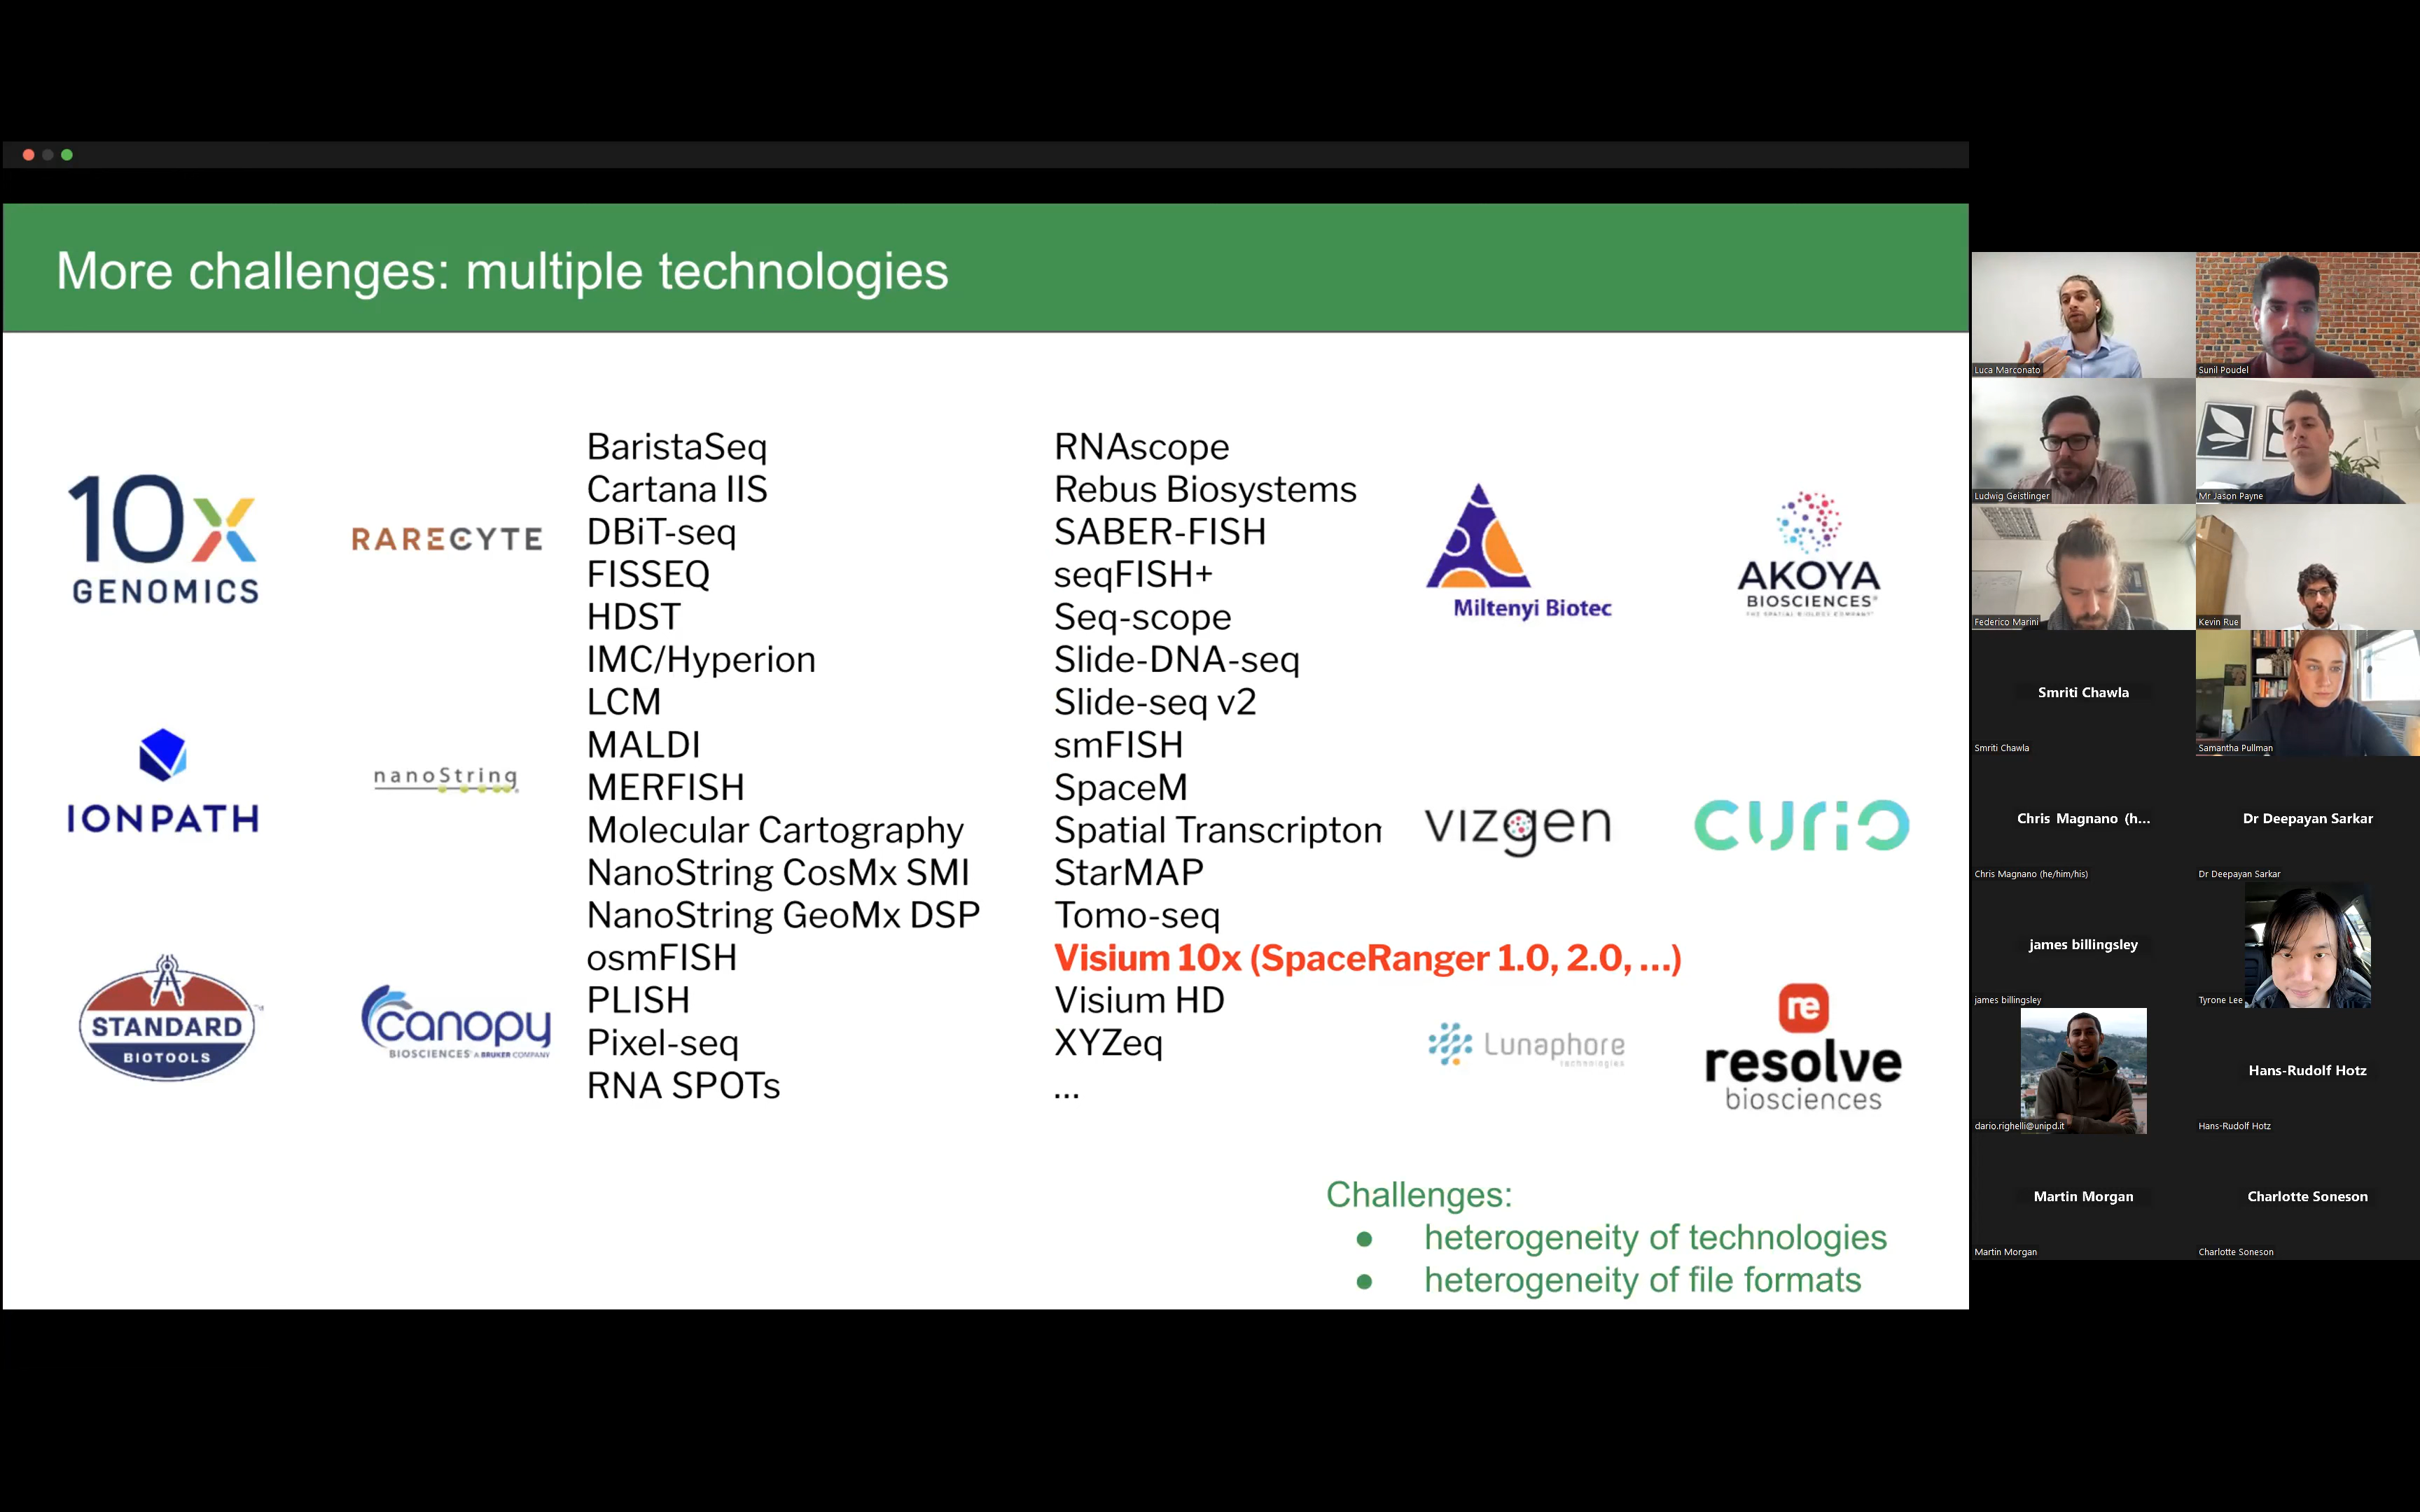 More challenges: multiple technologies
10x
GENOMICS
RARECYTE
IONPATH
nanoString
STANDARD
BIOTOOLS
canopy
BIOSCIENCES A BRUKER COMPANY
BaristaSeq
Cartana IIS
DBiT-seq
FISSEQ
HDST
IMC/Hyperion
LCM
MALDI
MERFISH
Molecular Cartography
NanoString CosMx SMI
NanoString GeoMx DSP
osmFISH
PLISH
Pixel-seq
RNA SPOTs
RNAscope
Rebus Biosystems
SABER-FISH
seqFISH+
Seq-scope
Slide-DNA-seq
Slide-seq v2
smFISH
SpaceM
Spatial Transcripton
StarMAP
Tomo-seq
Visium 10x (SpaceRanger 1.0, 2.0, ...)
Visium HD
XYZeq
...
Miltenyi Biotec
AKOYA
BIOSCIENCES
THE SPATIAL BIOLOGY COMPANY
vizgen
curio
Lunaphore
technologies
re
resolve
biosciences
Challenges:
● heterogeneity of technologies
● heterogeneity of file formats
Luca Marconato
Sunil Poudel
Ludwig Geistlinger
Mr Jason Payne
Federico Marini
Kevin Rue
Smriti Chawla
Smriti Chawla
Samantha Pullman
Chris Magnano (h...
Chris Magnano (he/him/his)
Dr Deepayan Sarkar
Dr Deepayan Sarkar
james billingsley
james billingsley
Tyrone Lee
dario.righelli@unipd.it
Hans-Rudolf Hotz
Hans-Rudolf Hotz
Martin Morgan
Martin Morgan
Charlotte Soneson
Charlotte Soneson